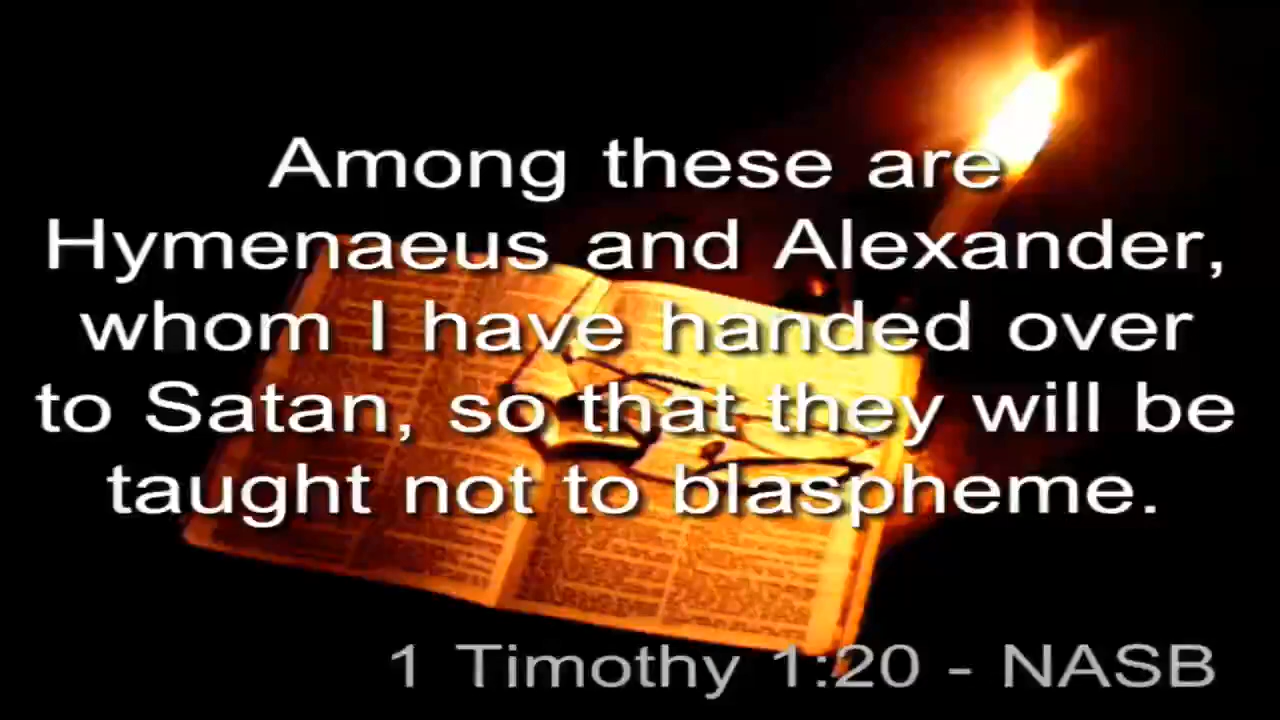 Among these are
Hymenaeus and Alexander,
whom I have handed over
to Satan, so that they will be
taught not to blaspheme.
1 Timothy 1:20 - NASB